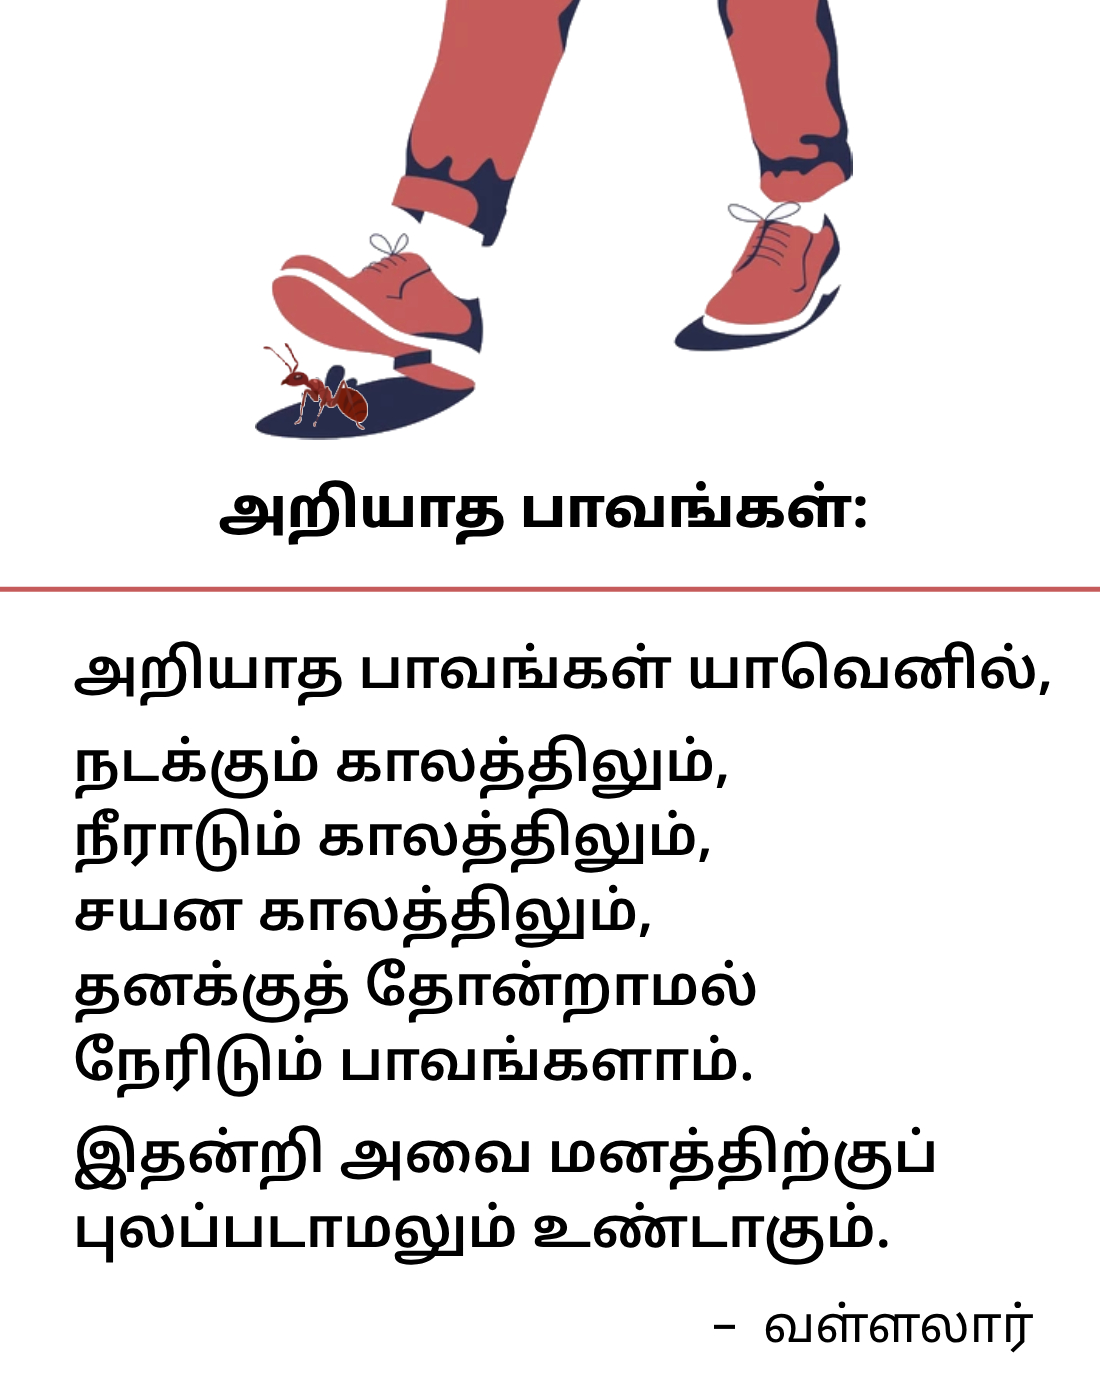 அறியாத பாவங்கள்:
அறியாத பாவங்கள் யாவெனில்,
நடக்கும் காலத்திலும்,
நீராடும் காலத்திலும்,
சயன காலத்திலும்,
தனக்குத் தோன்றாமல்
நேரிடும் பாவங்களாம்.
இதன்றி அவை மனத்திற்குப்
புலப்படாமலும் உண்டாகும்.
– வள்ளலார்